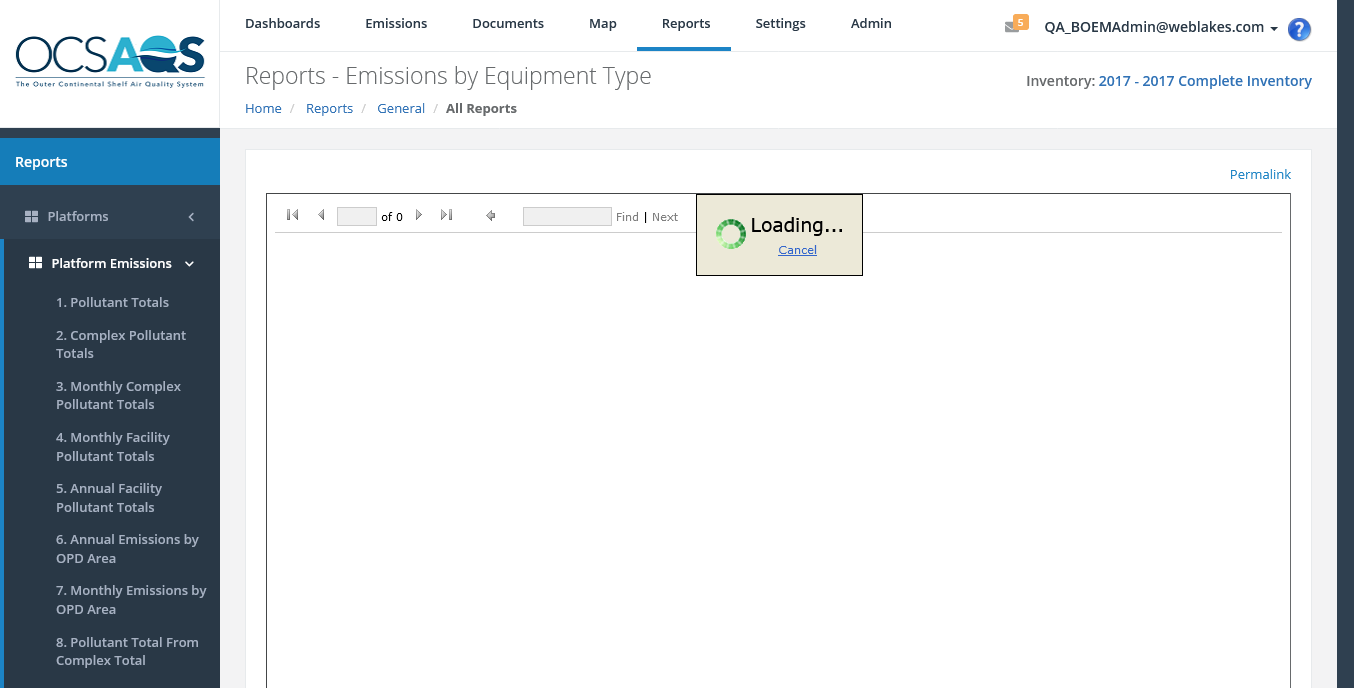 OCSAQS
The Outer Continental Shelf Air Quality System
Dashboards Emissions Documents Map Reports Settings Admin
5
QA_BOEMAdmin@weblakes.com
?
Reports - Emissions by Equipment Type
Inventory: 2017 - 2017 Complete Inventory
Home / Reports / General / All Reports
Reports
Platforms
Platform Emissions
1. Pollutant Totals
2. Complex Pollutant
Totals
3. Monthly Complex
Pollutant Totals
4. Monthly Facility
Pollutant Totals
5. Annual Facility
Pollutant Totals
6. Annual Emissions by
OPD Area
7. Monthly Emissions by
OPD Area
8. Pollutant Total From
Complex Total
Permalink
of 0
Find | Next
Loading...
Cancel